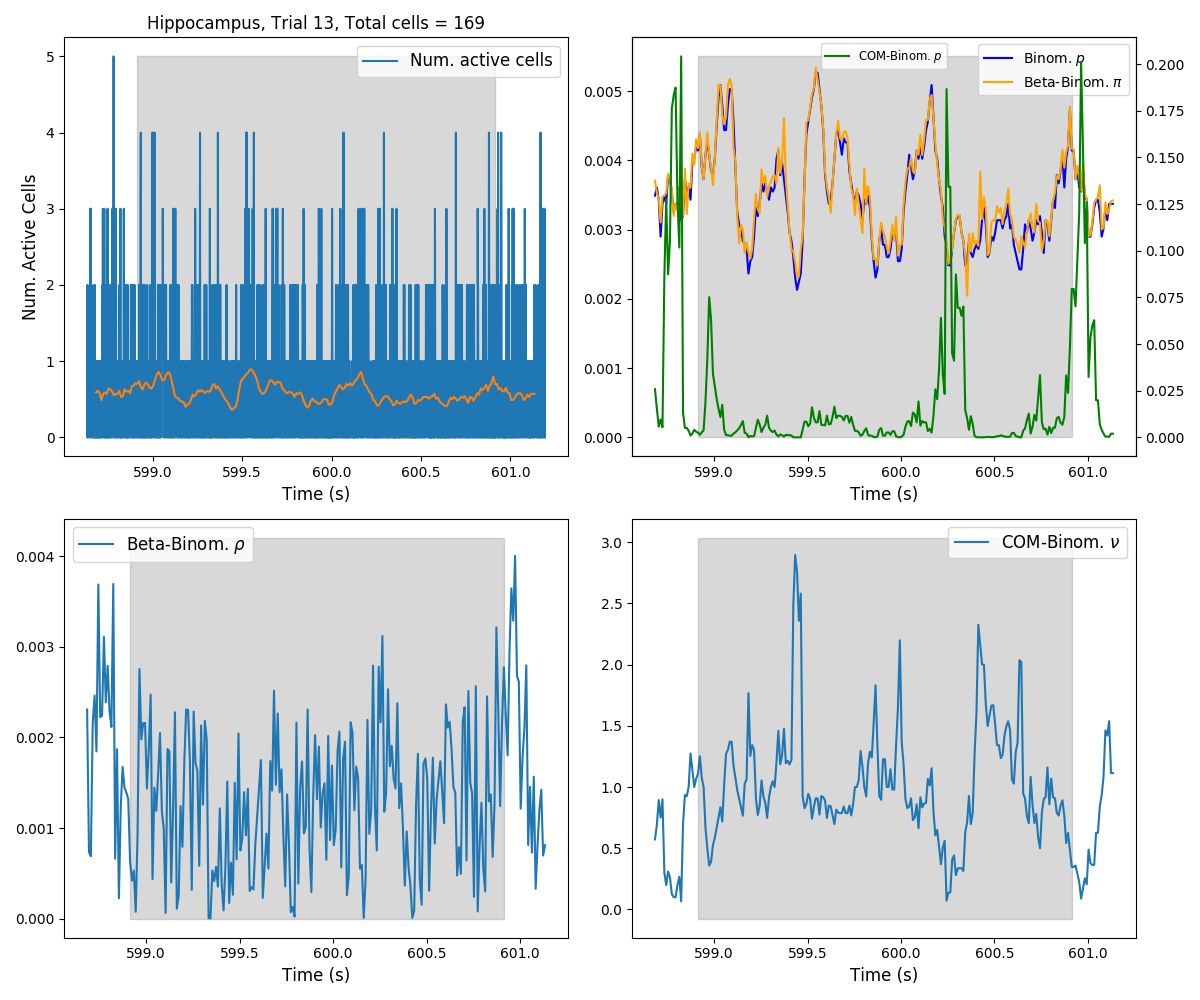 Hippocampus, Trial 13, Total cells = 169
Num. active cells
Num. Active Cells
5
4
3
2
1
0
599.0 599.5 600.0 600.5 601.0
Time (s)
COM-Binom. p
Binom. p
Beta-Binom. π
0.005
0.004
0.003
0.002
0.001
0.000
0.200
0.175
0.150
0.125
0.100
0.075
0.050
0.025
0.000
599.0 599.5 600.0 600.5 601.0
Time (s)
Beta-Binom. ρ
0.004
0.003
0.002
0.001
0.000
599.0 599.5 600.0 600.5 601.0
Time (s)
COM-Binom. ν
3.0
2.5
2.0
1.5
1.0
0.5
0.0
599.0 599.5 600.0 600.5 601.0
Time (s)